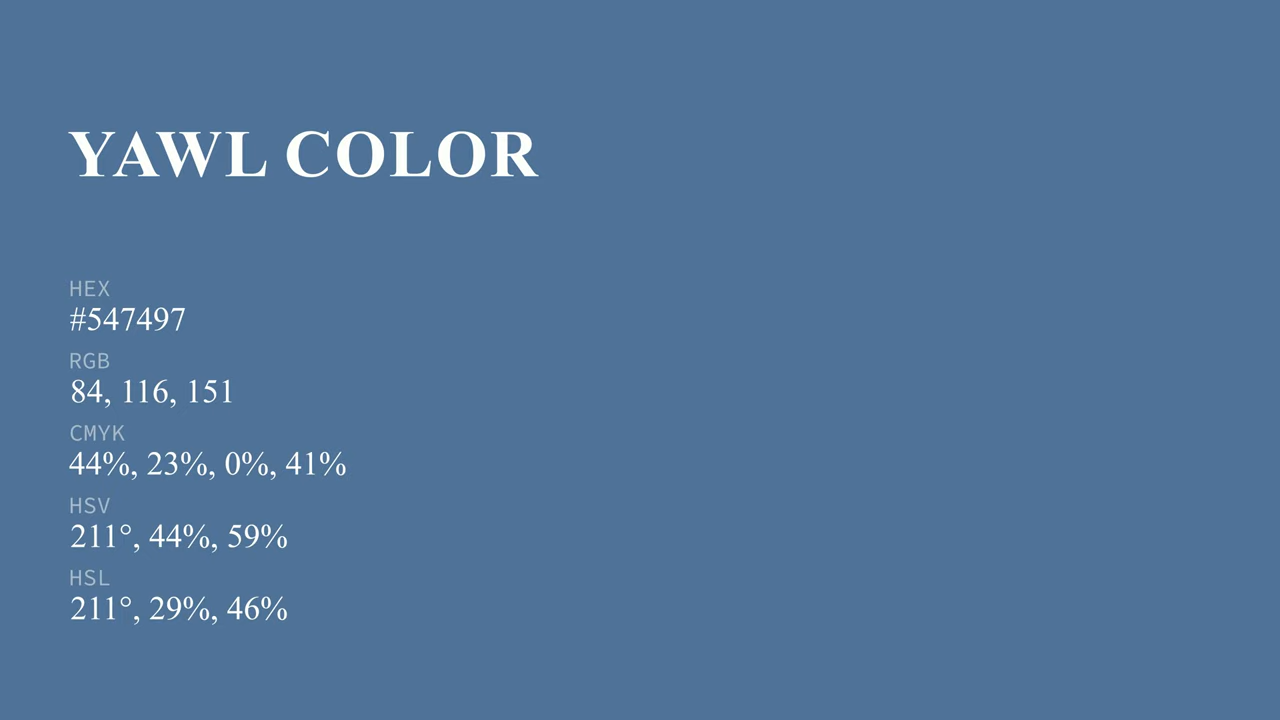 YAWL COLOR
HEX
#547497
RGB
84, 116, 151
CMYK
44%, 23%, 0%, 41%
HSV
211°, 44%, 59%
HSL
211°, 29%, 46%